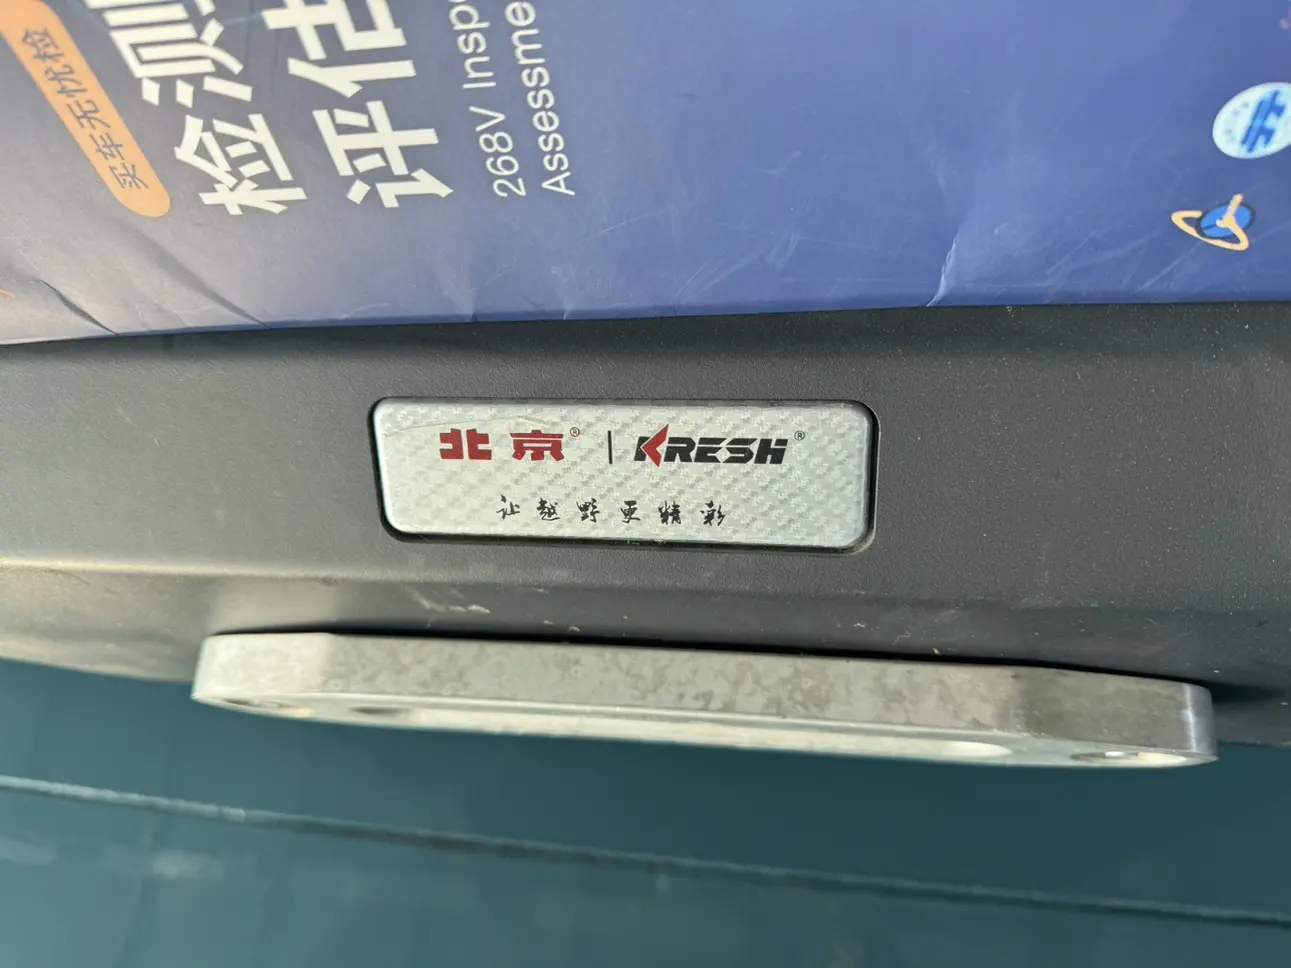 买车无忧检
检测
评估
268V Insp
Assessme
北京® | KRESH®
让越野更精彩